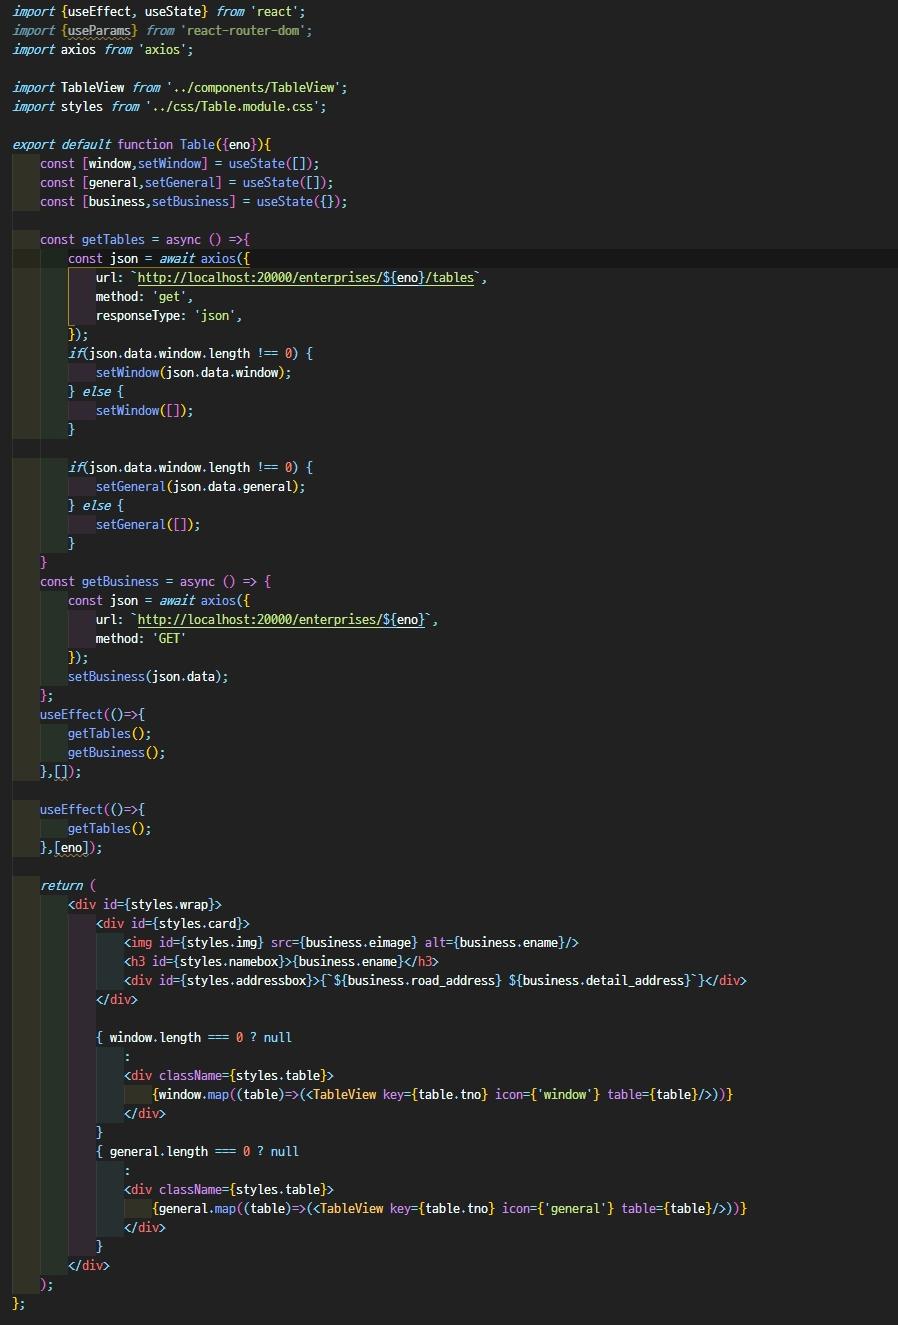 import {useEffect, useState} from 'react';
import {useParams} from 'react-router-dom';
import axios from 'axios';
import TableView from '../components/TableView';
import styles from '../css/Table.module.css';
export default function Table({eno}){
const [window,setWindow] = useState([]);
const [general,setGeneral] = useState([]);
const [business,setBusiness] = useState({});
const getTables = async () =>{
const json = await axios({
url: `http://localhost:20000/enterprises/${eno}/tables`,
method: 'get',
responseType: 'json',
});
if(json.data.window.length !== 0) {
setWindow(json.data.window);
} else {
setWindow([]);
}
if(json.data.window.length !== 0) {
setGeneral(json.data.general);
} else {
setGeneral([]);
}
}
const getBusiness = async () => {
const json = await axios({
url: `http://localhost:20000/enterprises/${eno}`,
method: 'GET'
});
setBusiness(json.data);
};
useEffect(()=>{
getTables();
getBusiness();
},[]);
useEffect(()=>{
getTables();
},[eno]);
return (
<div id={styles.wrap}>
<div id={styles.card}>
<img id={styles.img} src={business.eimage} alt={business.ename}/>
<h3 id={styles.namebox}>{business.ename}</h3>
<div id={styles.addressbox}>{`${business.road_address} ${business.detail_address}`}</div>
</div>
{ window.length === 0 ? null
:
<div className={styles.table}>
{window.map((table)=>(<TableView key={table.tno} icon={'window'} table={table}/>))}
</div>
}
{ general.length === 0 ? null
:
<div className={styles.table}>
{general.map((table)=>(<TableView key={table.tno} icon={'general'} table={table}/>))}
</div>
}
</div>
);
};